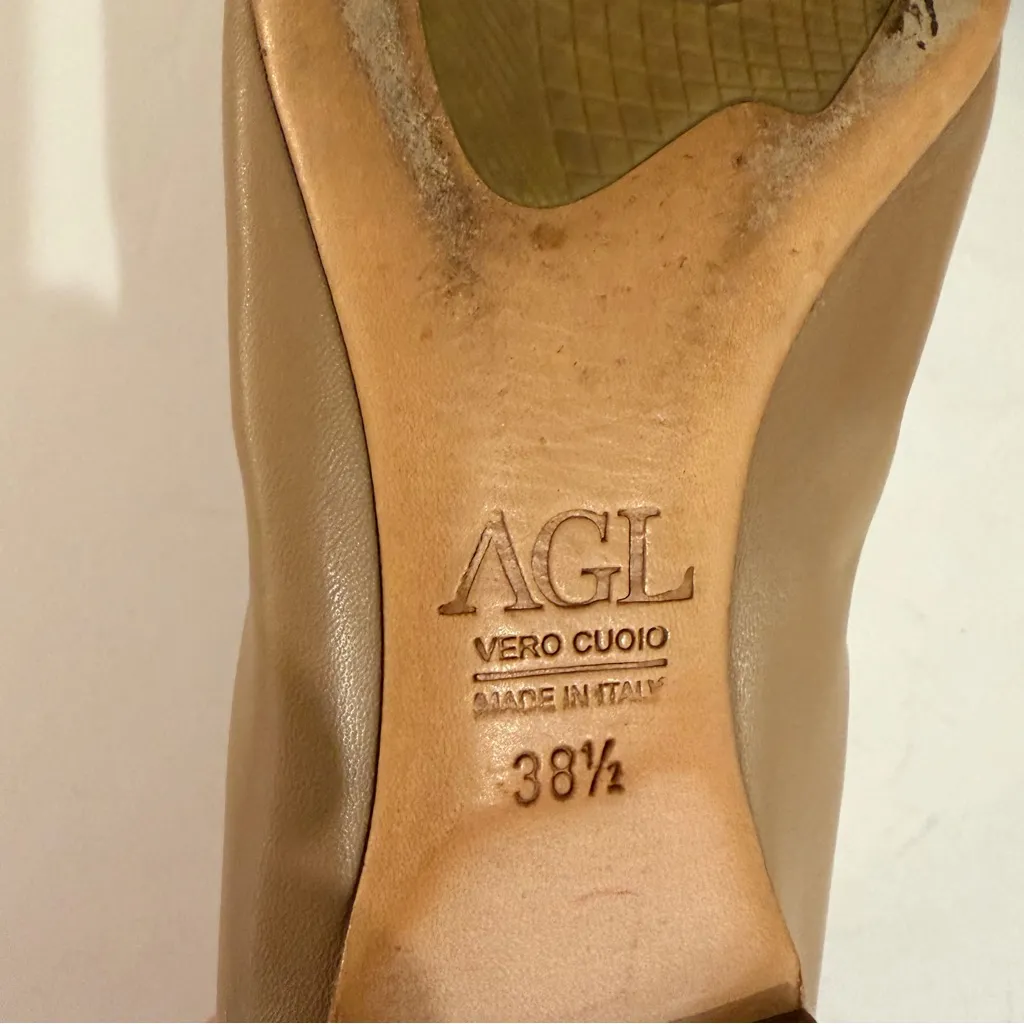 AGL
VERO CUOIO
MADE IN ITALY
38½